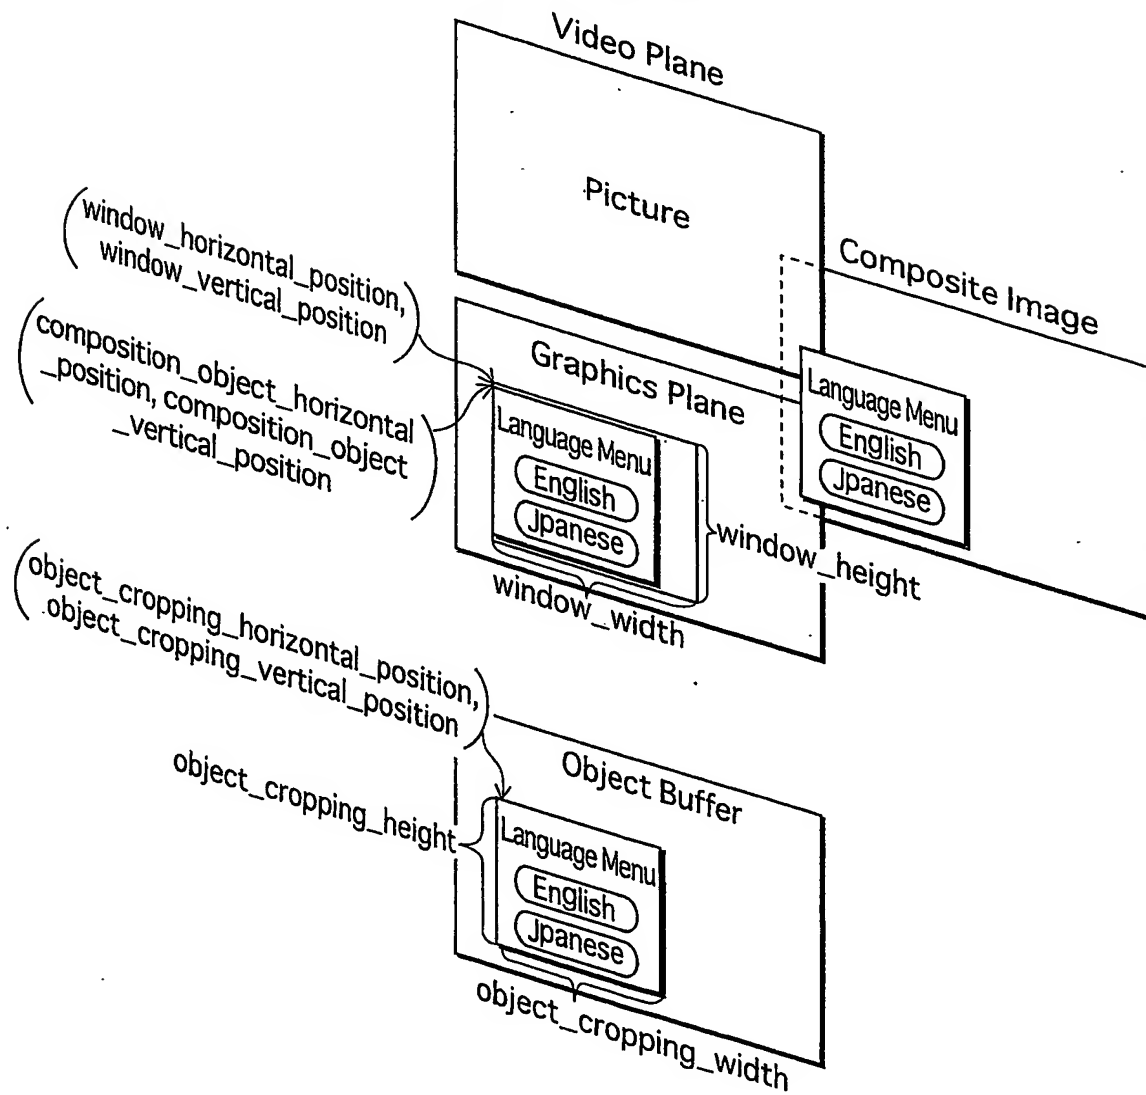 Video Plane
Picture
(window_horizontal_position,
window_vertical_position)
Composite Image
(composition_object_horizontal
_position, composition_object
_vertical_position)
Graphics Plane
Language Menu
English
Jpanese
Language Menu
English
Jpanese
window_height
window_width
(object_cropping_horizontal_position,
object_cropping_vertical_position)
Object Buffer
object_cropping_height
Language Menu
English
Jpanese
object_cropping_width